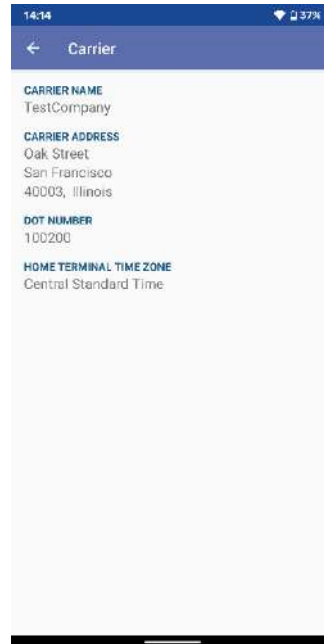 14:14
37%
Carrier
CARRIER NAME
TestCompany
CARRIER ADDRESS
Oak Street
San Francisco
40003, Illinois
DOT NUMBER
100200
HOME TERMINAL TIME ZONE
Central Standard Time